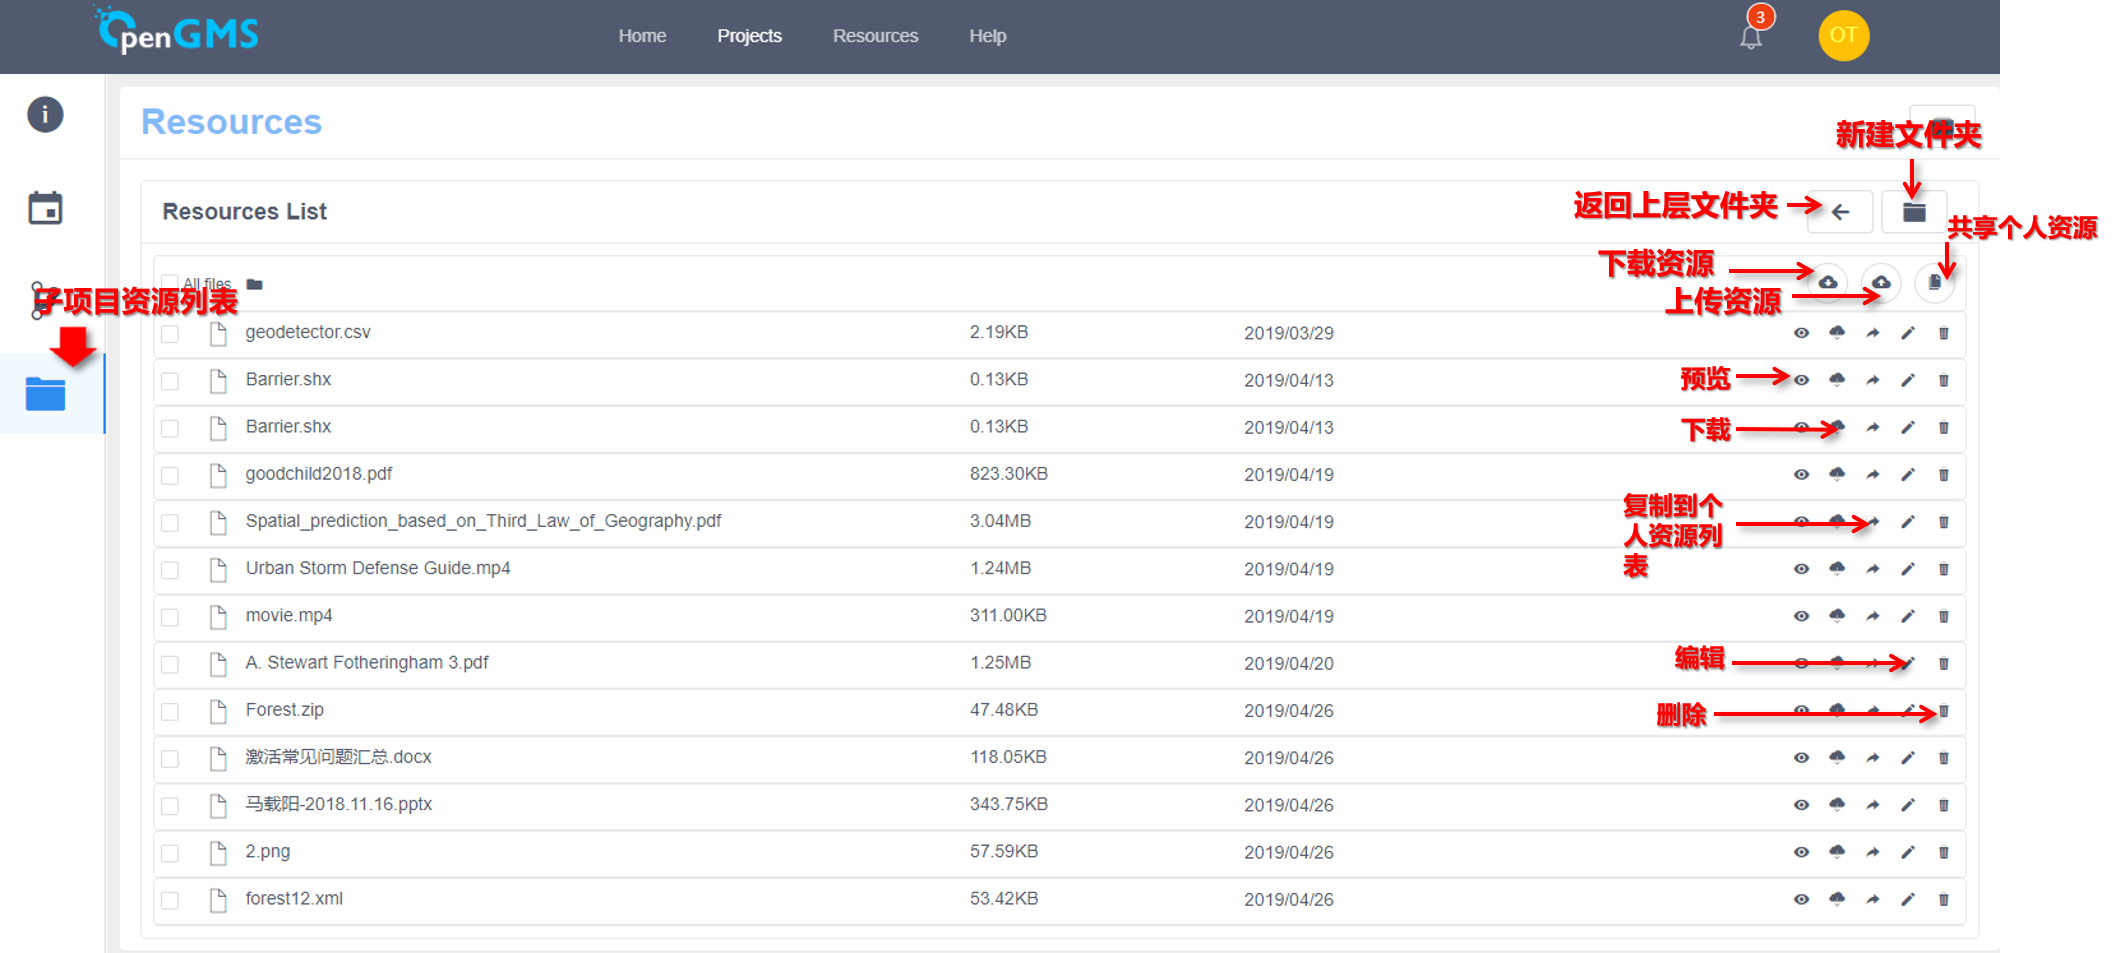 OpenGMS
Home
Projects
Resources
Help
3
OT
Resources
新建文件夹
Resources List
返回上层文件夹
共享个人资源
All files
下载资源
上传资源
子项目资源列表
geodetector.csv 2.19KB 2019/03/29
Barrier.shx 0.13KB 2019/04/13
预览
Barrier.shx 0.13KB 2019/04/13
下载
goodchild2018.pdf 823.30KB 2019/04/19
Spatial_prediction_based_on_Third_Law_of_Geography.pdf 3.04MB 2019/04/19
复制到个
人资源列
表
Urban Storm Defense Guide.mp4 1.24MB 2019/04/19
movie.mp4 311.00KB 2019/04/19
A. Stewart Fotheringham 3.pdf 1.25MB 2019/04/20
编辑
Forest.zip 47.48KB 2019/04/26
删除
激活常见问题汇总.docx 118.05KB 2019/04/26
马载阳-2018.11.16.pptx 343.75KB 2019/04/26
2.png 57.59KB 2019/04/26
forest12.xml 53.42KB 2019/04/26